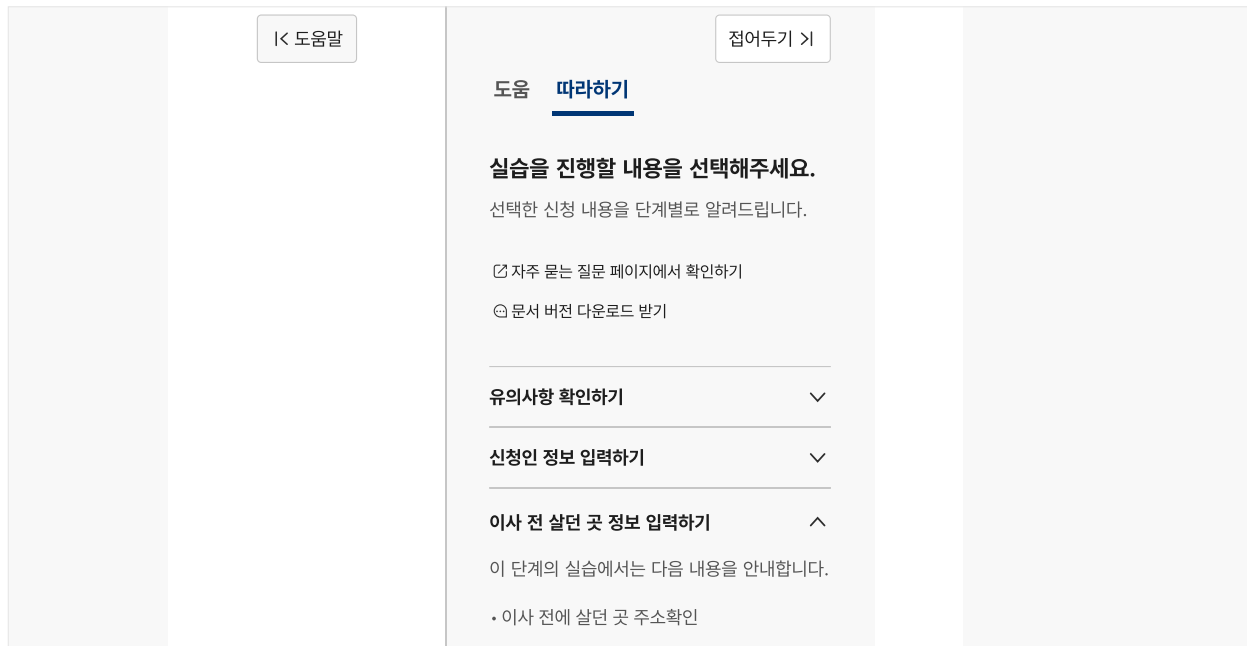 도움말
접어두기
도움 따라하기
실습을 진행할 내용을 선택해주세요.
선택한 신청 내용을 단계별로 알려드립니다.
자주 묻는 질문 페이지에서 확인하기
문서 버전 다운로드 받기
유의사항 확인하기
신청인 정보 입력하기
이사 전 살던 곳 정보 입력하기
이 단계의 실습에서는 다음 내용을 안내합니다.
• 이사 전에 살던 곳 주소확인